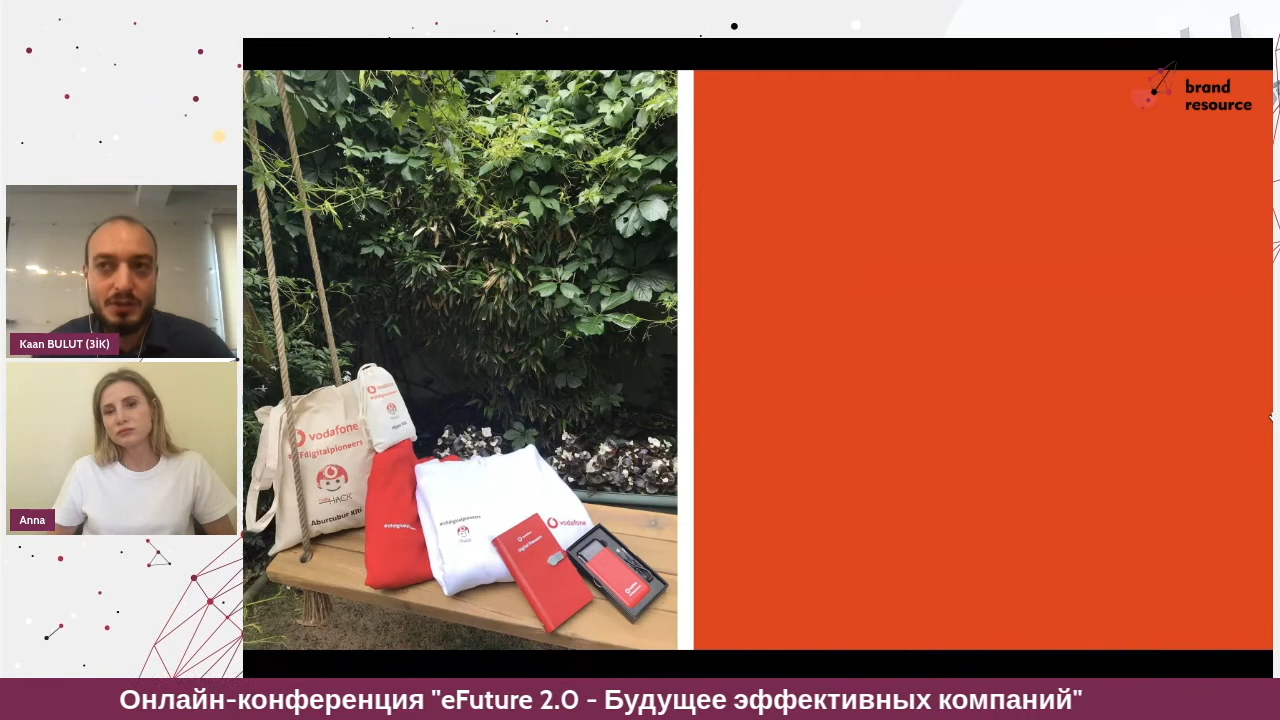 brand
resource
Kaan BULUT (3İK)
Anna
vodafone
HACK
Aburcubur Kiti
vodafone
#vfdigitalpioneers
vodafone
Онлайн-конференция "eFuture 2.0 - Будущее эффективных компаний"